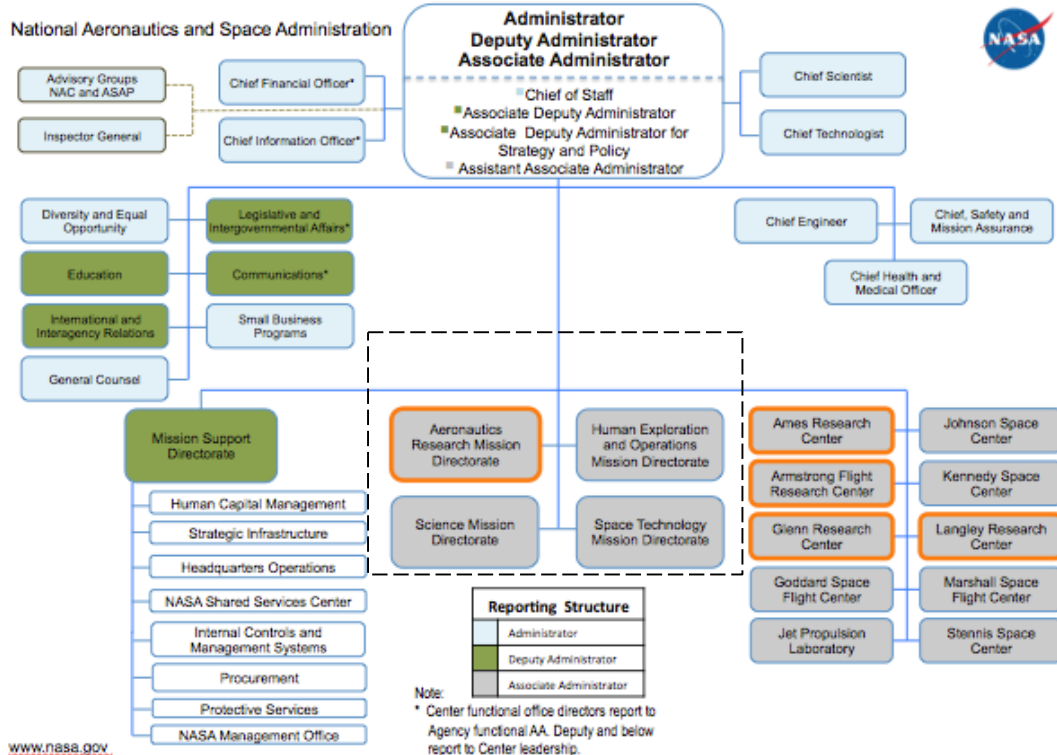 National Aeronautics and Space Administration
Administrator
Deputy Administrator
Associate Administrator
Chief of Staff
Associate Deputy Administrator
Associate Deputy Administrator for
Strategy and Policy
Assistant Associate Administrator
NASA
Advisory Groups
NAC and ASAP
Inspector General
Chief Financial Officer*
Chief Information Officer*
Chief Scientist
Chief Technologist
Diversity and Equal
Opportunity
Legislative and
Intergovernmental Affairs*
Education
Communications*
International and
Interagency Relations
Small Business
Programs
General Counsel
Chief Engineer
Chief, Safety and
Mission Assurance
Chief Health and
Medical Officer
Mission Support
Directorate
Human Capital Management
Strategic Infrastructure
Headquarters Operations
NASA Shared Services Center
Internal Controls and
Management Systems
Procurement
Protective Services
NASA Management Office
Aeronautics
Research Mission
Directorate
Human Exploration
and Operations
Mission Directorate
Science Mission
Directorate
Space Technology
Mission Directorate
Ames Research
Center
Johnson Space
Center
Armstrong Flight
Research Center
Kennedy Space
Center
Glenn Research
Center
Langley Research
Center
Goddard Space
Flight Center
Marshall Space
Flight Center
Jet Propulsion
Laboratory
Stennis Space
Center
Reporting Structure
Administrator
Deputy Administrator
Associate Administrator
Note:
* Center functional office directors report to
Agency functional AA. Deputy and below
report to Center leadership.
www.nasa.gov